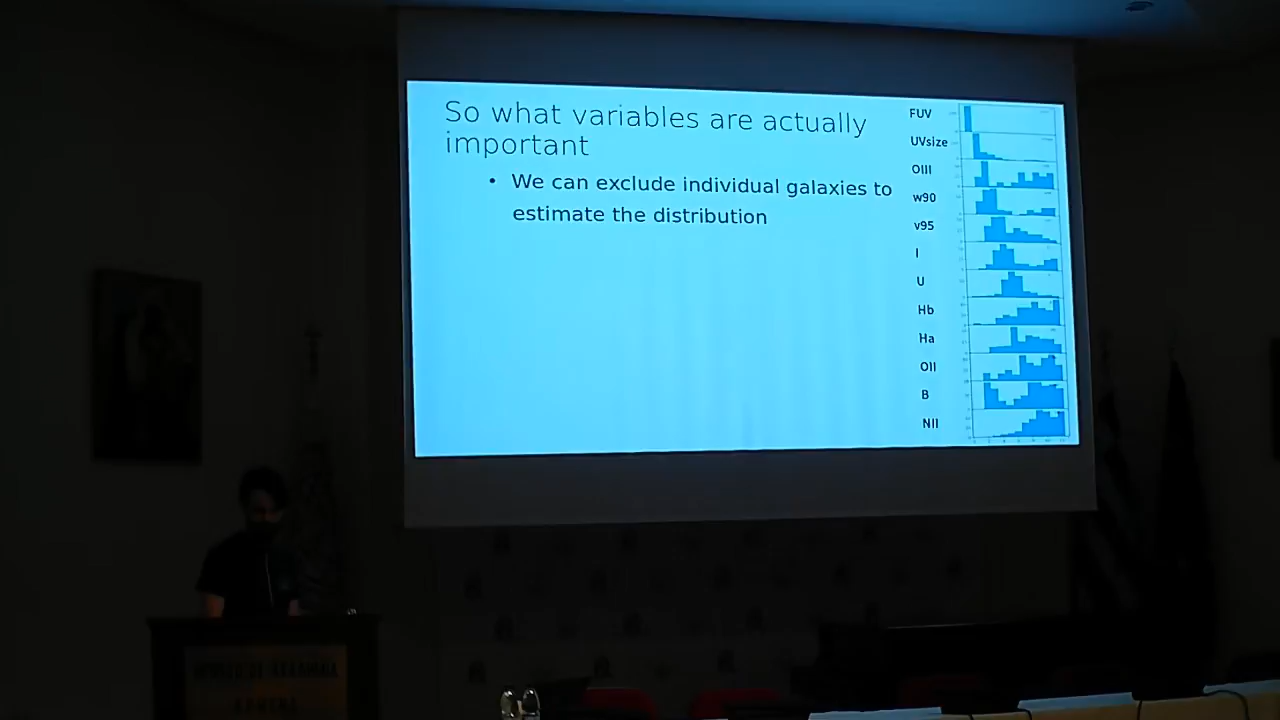 So what variables are actually
important
• We can exclude individual galaxies to
estimate the distribution
FUV
UVsize
OIII
w90
v95
I
U
Hb
Ha
OII
B
NII